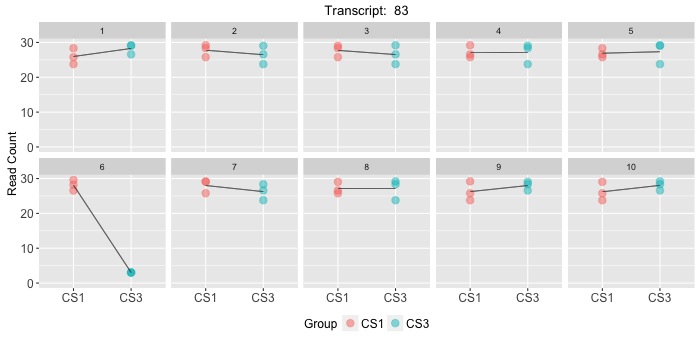 Transcript: 83
1 2 3 4 5
30
20
10
0
Read Count
6 7 8 9 10
30
20
10
0
CS1 CS3 CS1 CS3 CS1 CS3 CS1 CS3 CS1 CS3
Group CS1 CS3